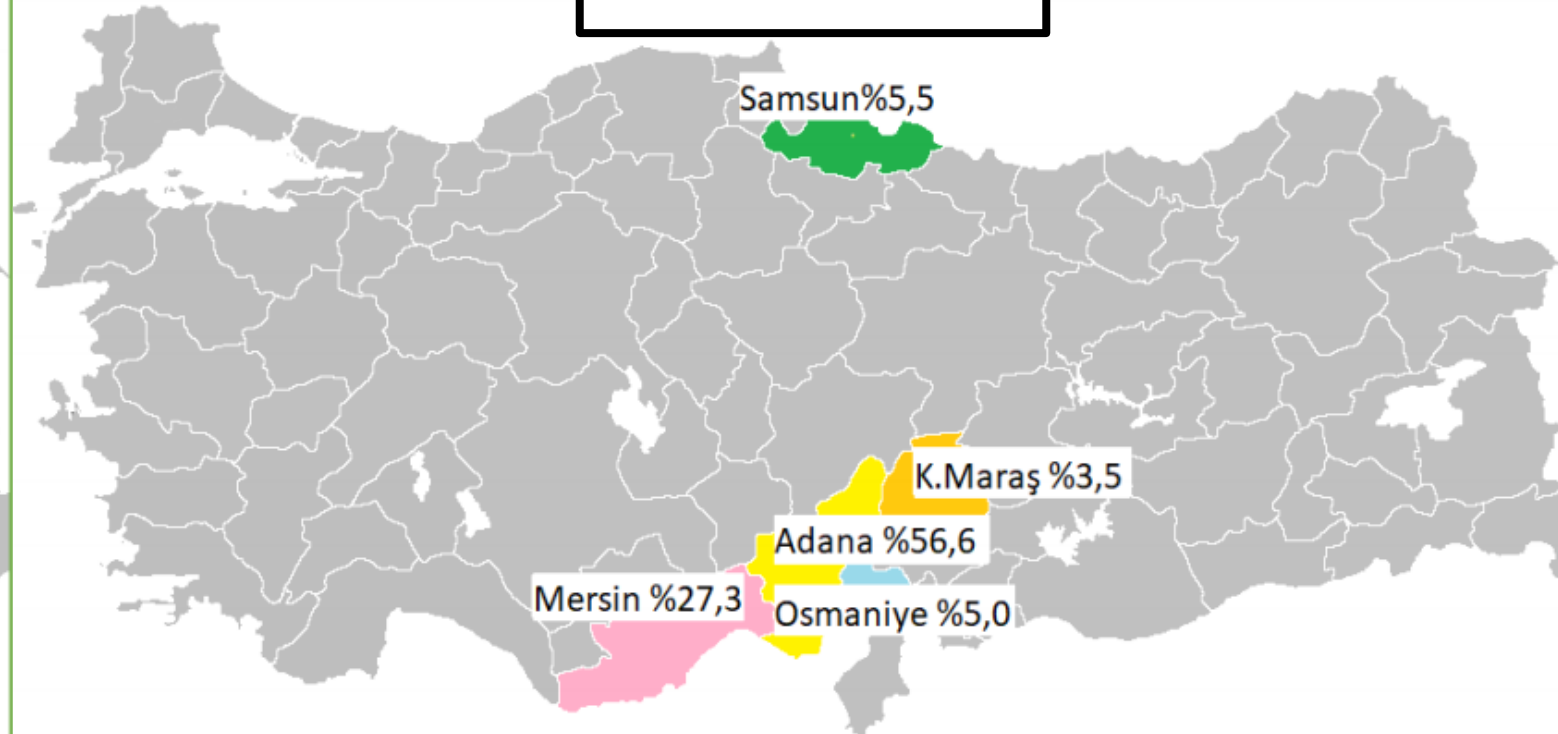 Samsun%5,5
K.Maraş %3,5
Adana %56,6
Mersin %27,3
Osmaniye %5,0